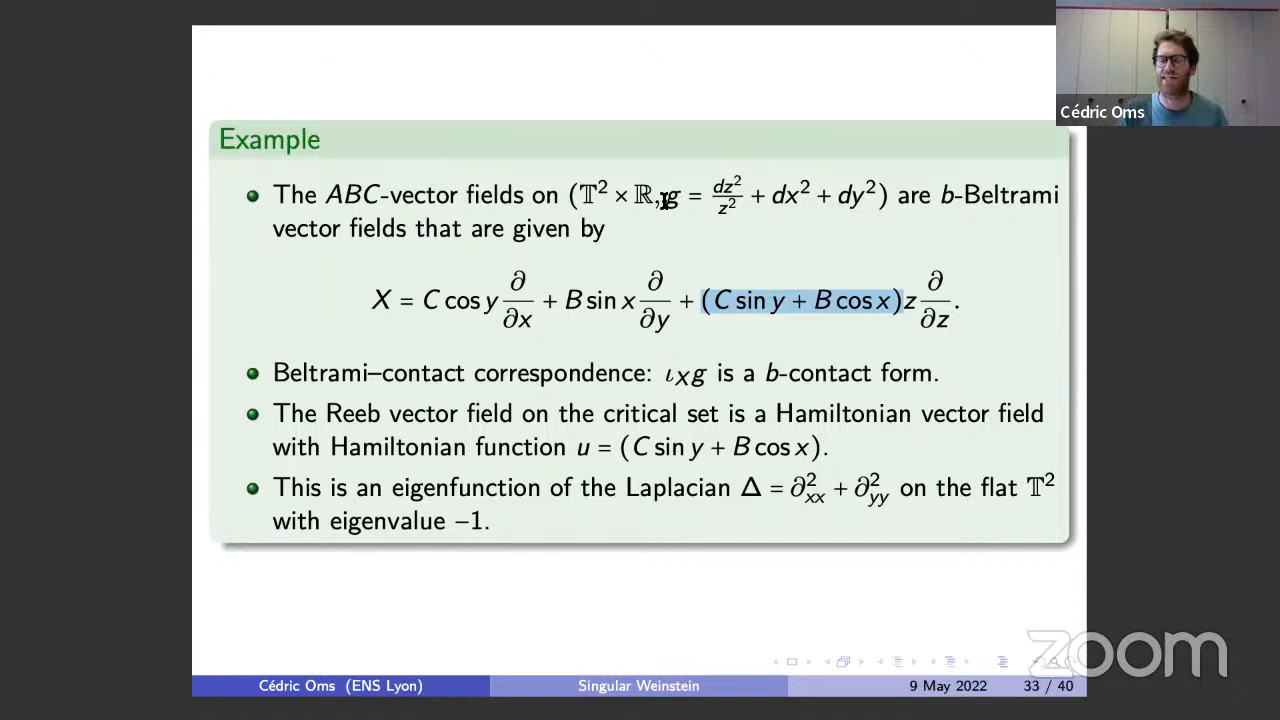 Cédric Oms
Example
The ABC-vector fields on (𝕋² × ℝ, g = dz²/z² + dx² + dy²) are b-Beltrami
vector fields that are given by
X = C cos y ∂/∂x + B sin x ∂/∂y + (C sin y + B cos x)z ∂/∂z.
Beltrami–contact correspondence: ι_X g is a b-contact form.
The Reeb vector field on the critical set is a Hamiltonian vector field
with Hamiltonian function u = (C sin y + B cos x).
This is an eigenfunction of the Laplacian Δ = ∂²_xx + ∂²_yy on the flat 𝕋²
with eigenvalue −1.
zoom
Cédric Oms (ENS Lyon) Singular Weinstein 9 May 2022 33 / 40